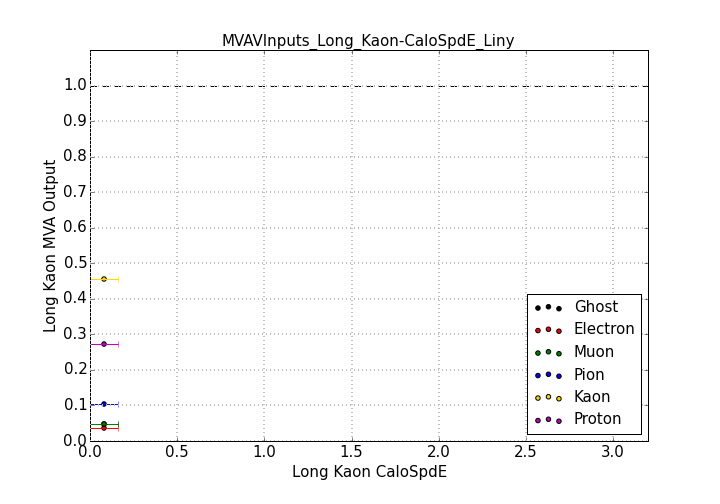 MVAVInputs_Long_Kaon-CaloSpdE_Liny
Long Kaon MVA Output
1.0
0.9
0.8
0.7
0.6
0.5
0.4
0.3
0.2
0.1
0.0
0.0 0.5 1.0 1.5 2.0 2.5 3.0
Long Kaon CaloSpdE
Ghost
Electron
Muon
Pion
Kaon
Proton